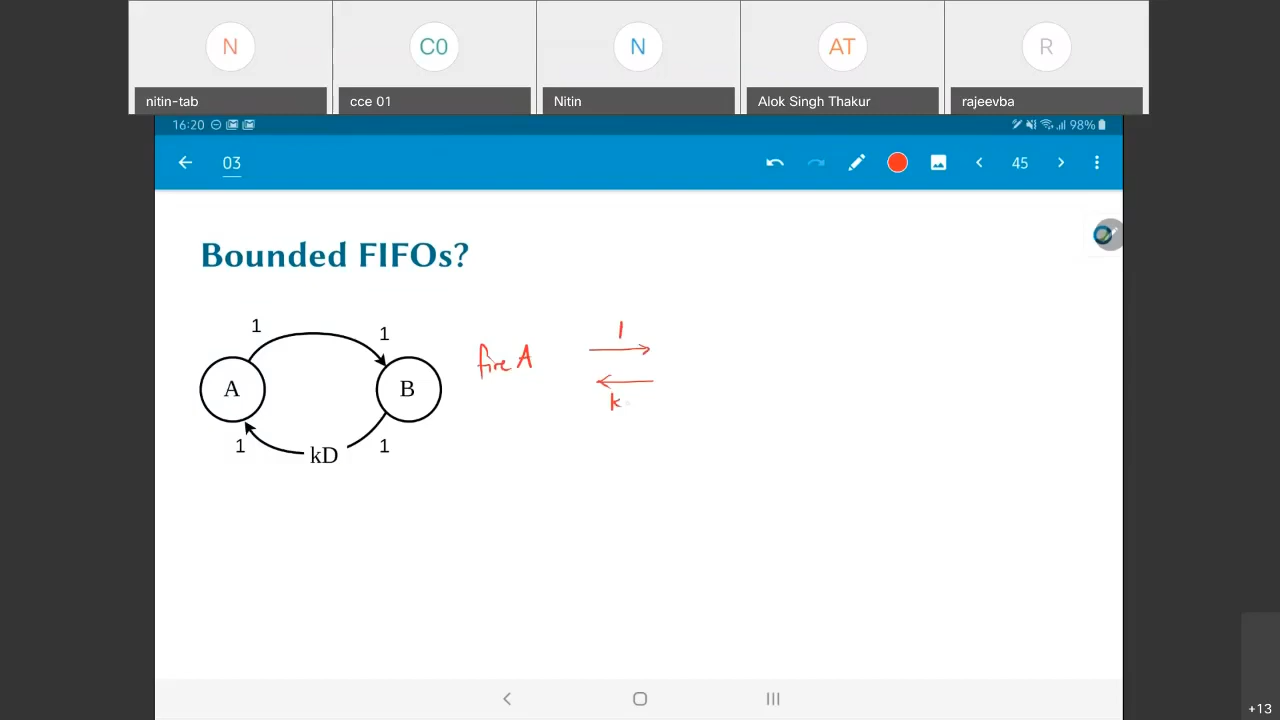 N
C0
N
AT
R
nitin-tab
cce 01
Nitin
Alok Singh Thakur
rajeevba
16:20
98%
03
45
Bounded FIFOs?
1
1
A
B
1
kD
1
fire A
1
k
+13